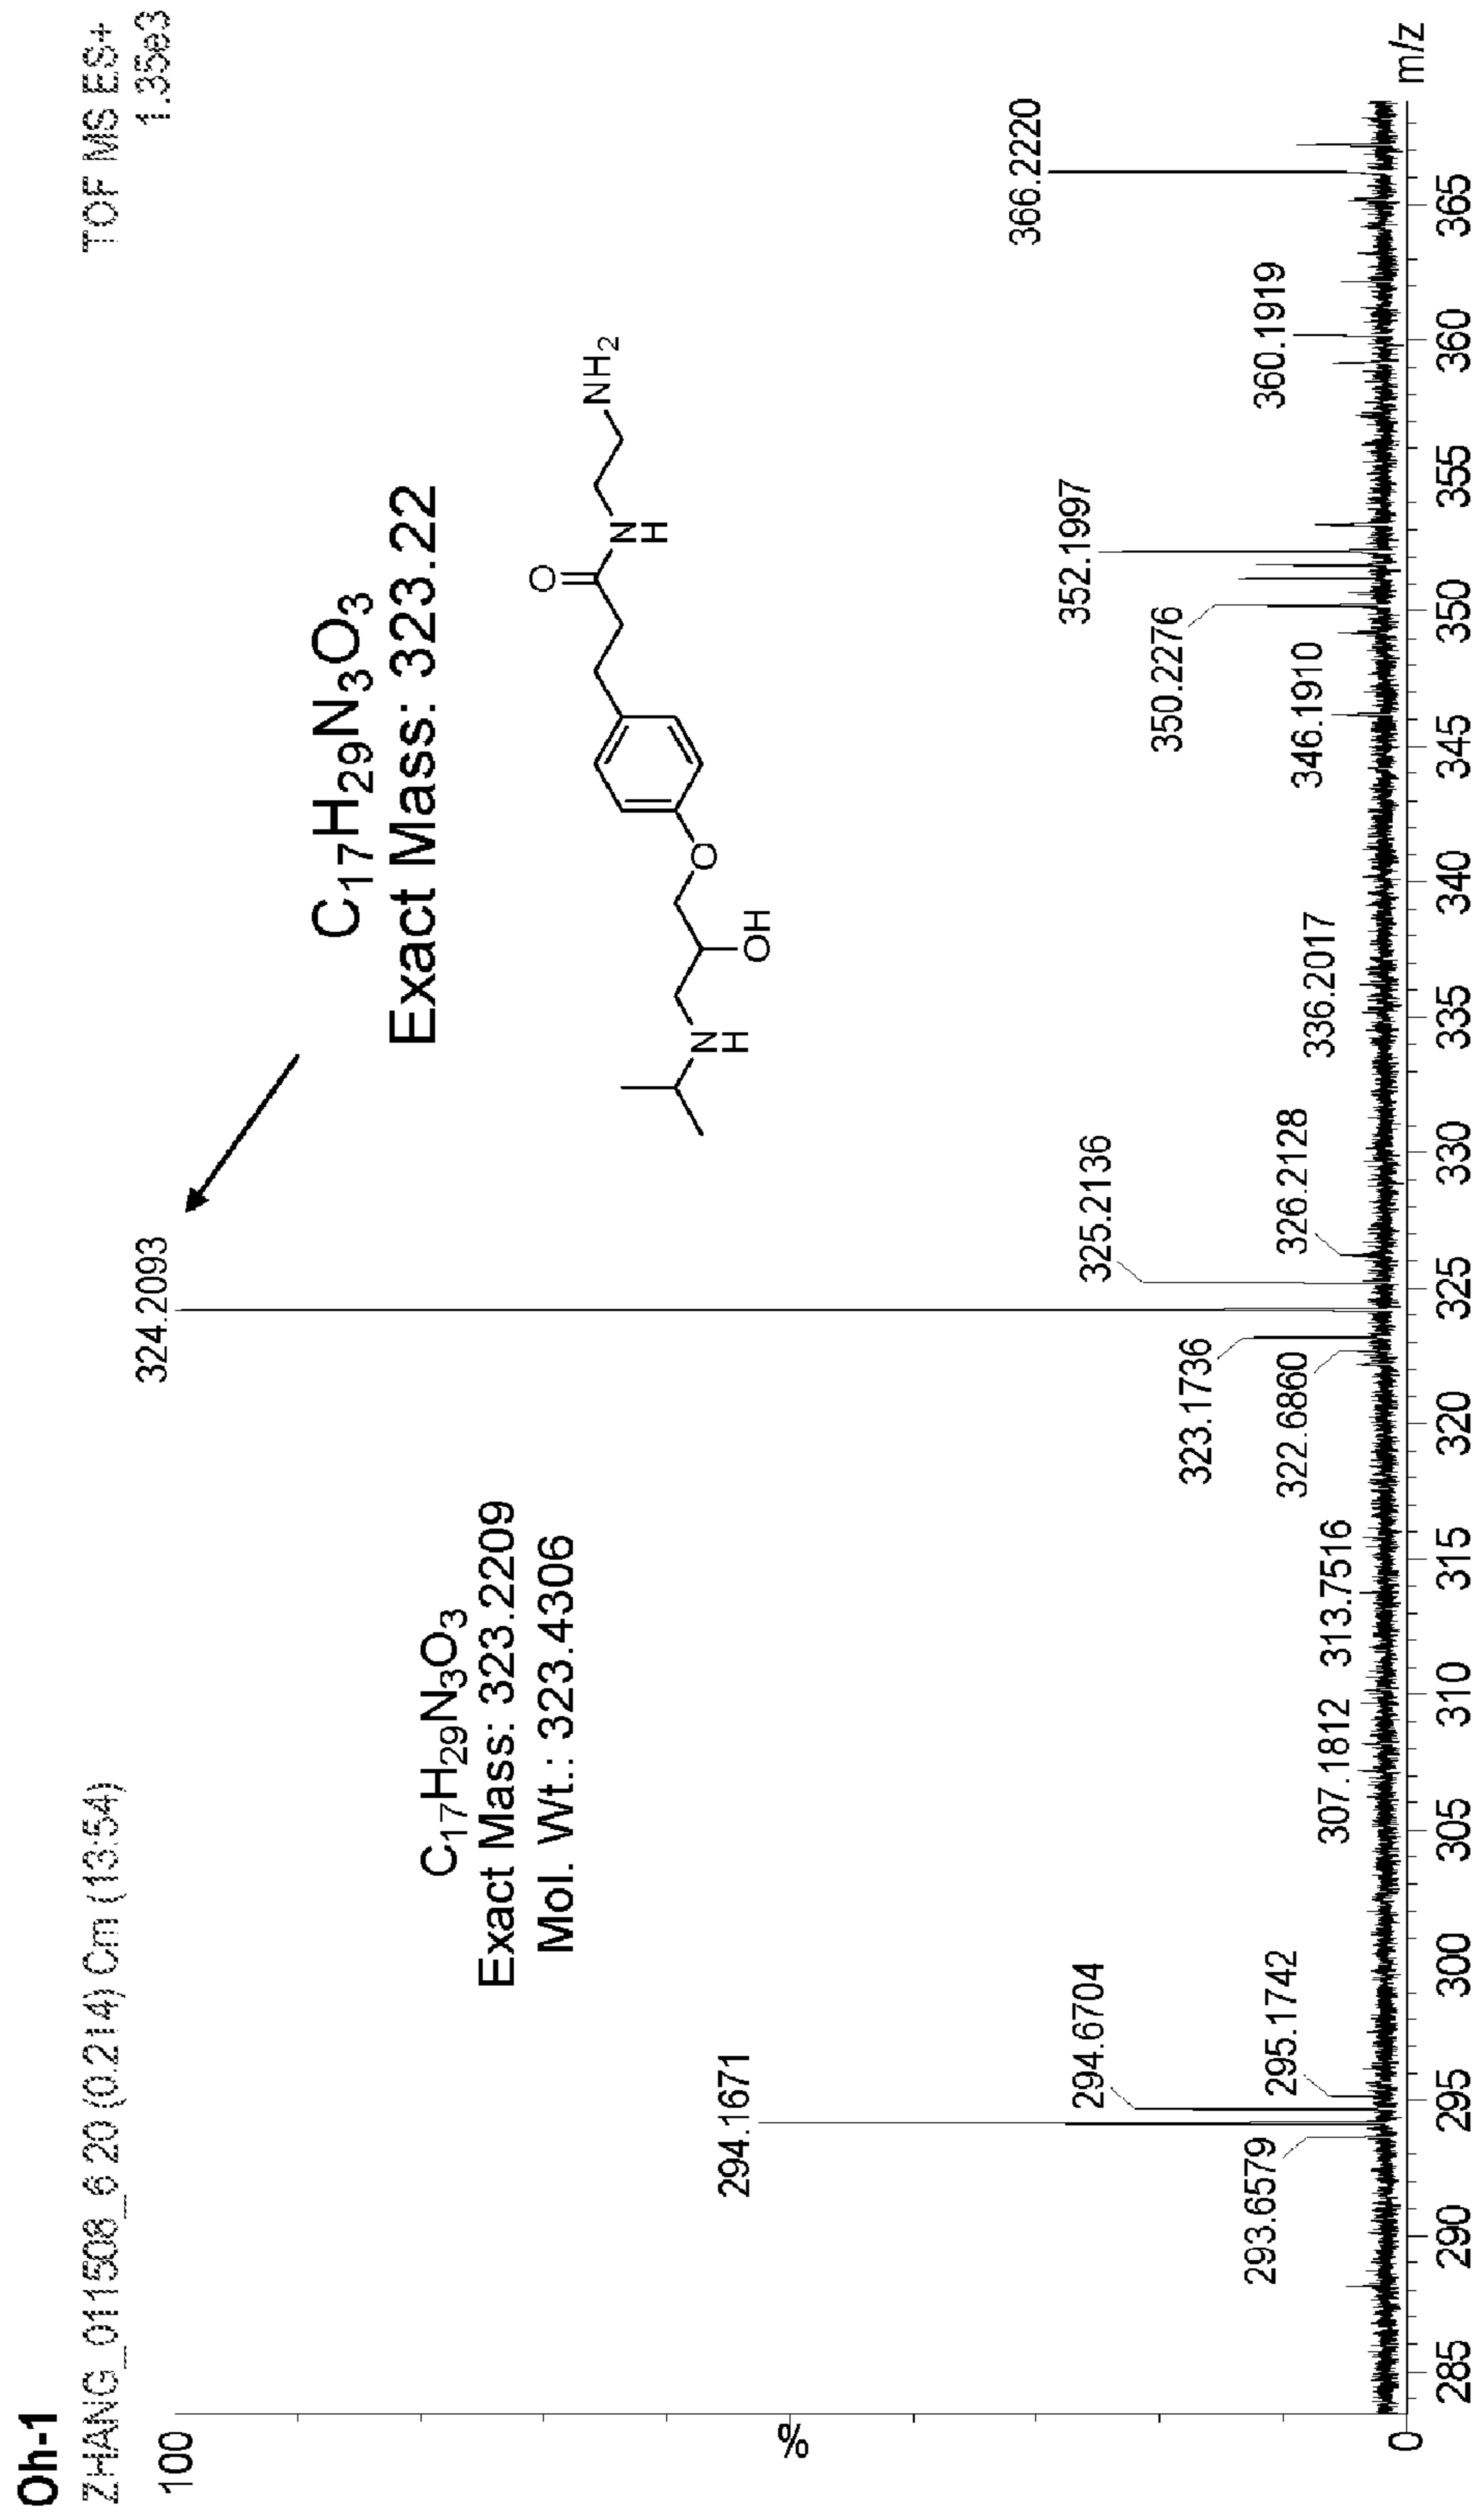 Oh-1
ZHANG_011508_6 20 (0.214) Cm (13:54)
TOF MS ES+
1.35e3
100
%
0
324.2093
C17H29N3O3
Exact Mass: 323.22
C17H29N3O3
Exact Mass: 323.2209
Mol. Wt.: 323.4306
O
N
H
NH2
O
OH
N
H
294.1671
294.6704
295.1742
293.6579
307.1812
313.7516
323.1736
322.6860
325.2136
326.2128
336.2017
346.1910
350.2276
352.1997
360.1919
366.2220
285 290 295 300 305 310 315 320 325 330 335 340 345 350 355 360 365
m/z